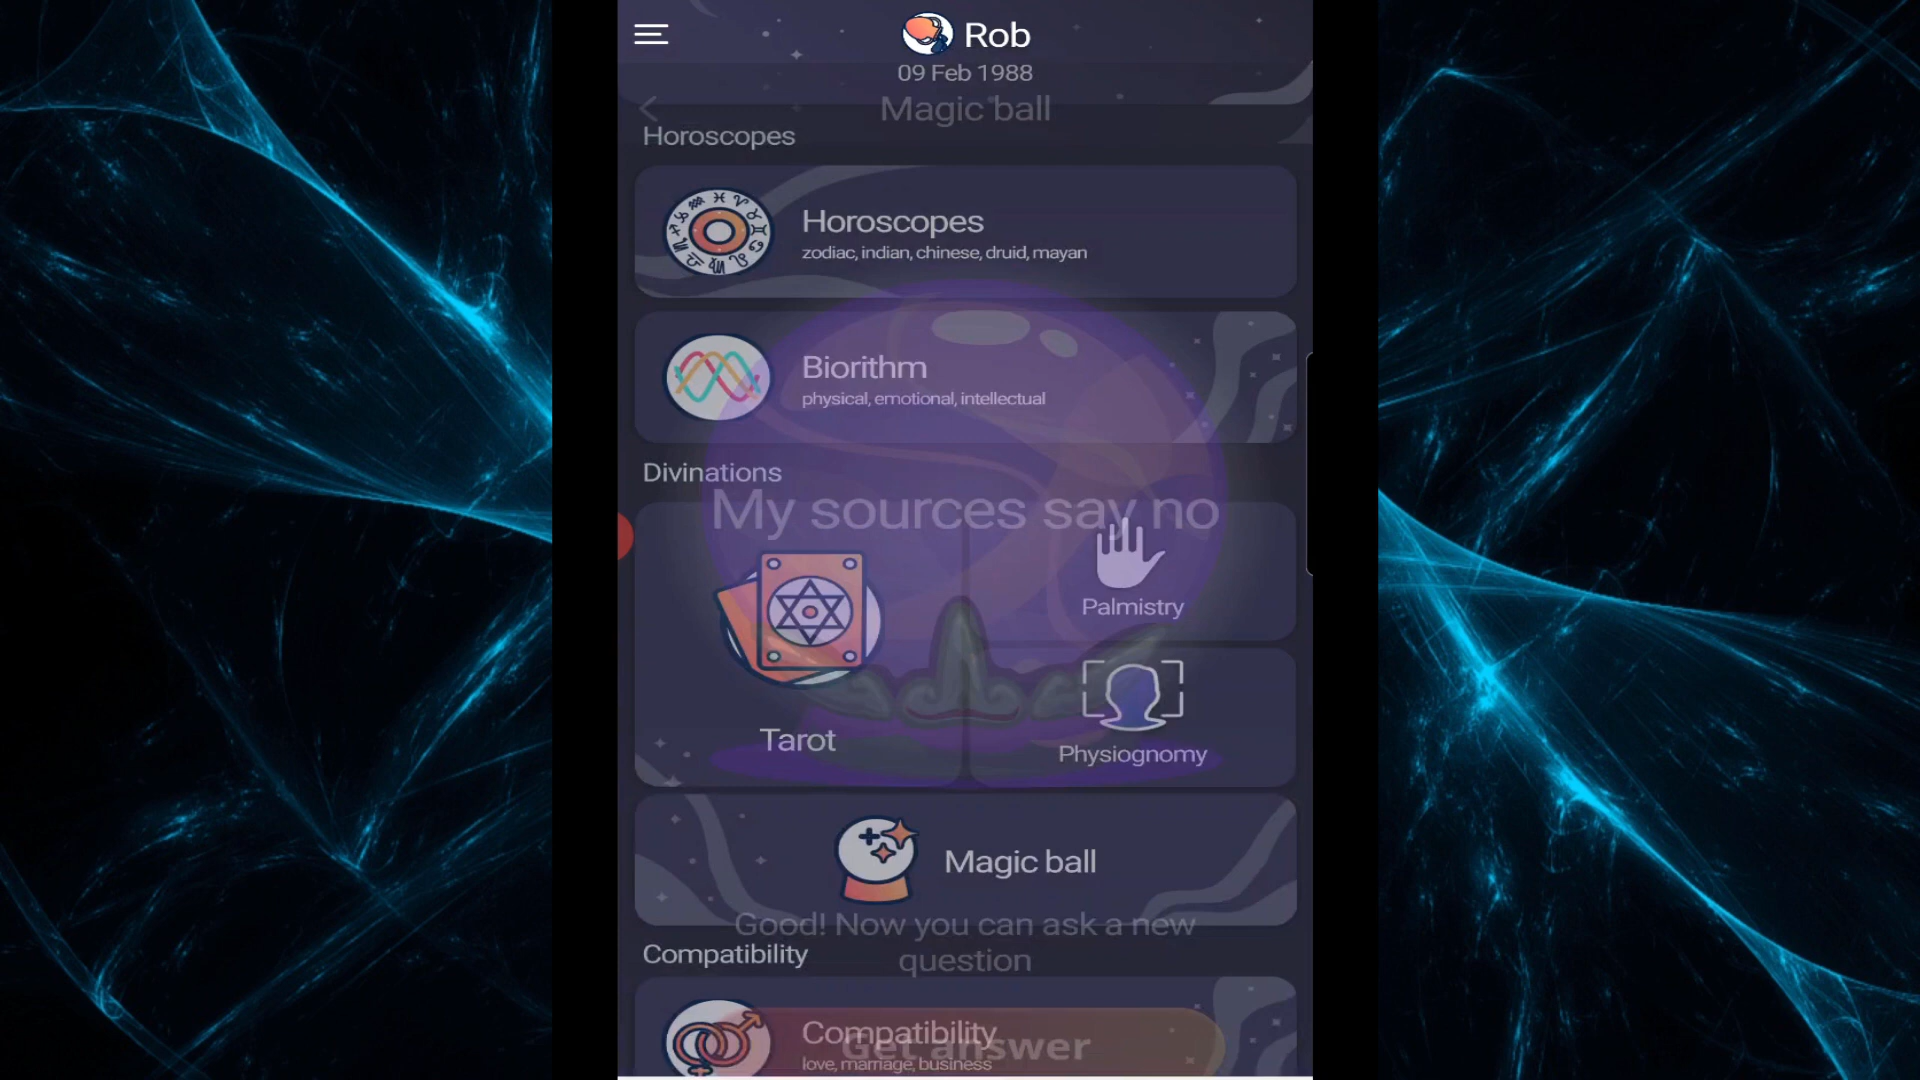 Rob
09 Feb 1988
Magic ball
Horoscopes
Horoscopes
zodiac, indian, chinese, druid, mayan
Biorithm
physical, emotional, intellectual
Divinations
My sources say no
Palmistry
Tarot
Physiognomy
Magic ball
Good! Now you can ask a new
question
Compatibility
Compatibility
Get answer
love, marriage, business